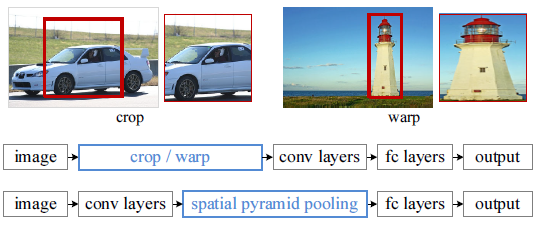 crop
warp
image
crop / warp
conv layers
fc layers
output
image
conv layers
spatial pyramid pooling
fc layers
output